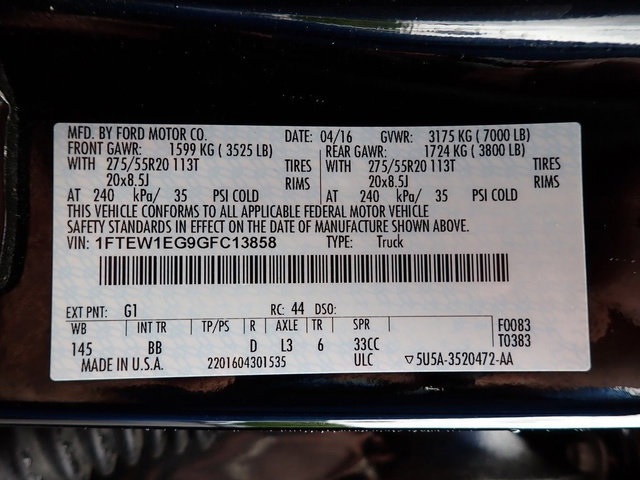 MFD. BY FORD MOTOR CO. DATE: 04/16 GVWR: 3175 KG ( 7000 LB)
FRONT GAWR: 1599 KG ( 3525 LB) REAR GAWR: 1724 KG ( 3800 LB)
WITH 275/55R20 113T TIRES WITH 275/55R20 113T TIRES
20x8.5J RIMS 20x8.5J RIMS
AT 240 kPa/ 35 PSI COLD AT 240 kPa/ 35 PSI COLD
THIS VEHICLE CONFORMS TO ALL APPLICABLE FEDERAL MOTOR VEHICLE
SAFETY STANDARDS IN EFFECT ON THE DATE OF MANUFACTURE SHOWN ABOVE.
VIN: 1FTEW1EG9GFC13858 TYPE: Truck
EXT PNT: G1 RC: 44 DSO:
WB INT TR TP/PS R AXLE TR SPR F0083
145 BB D L3 6 33CC T0383
MADE IN U.S.A. 2201604301535 ULC ▽5U5A-3520472-AA